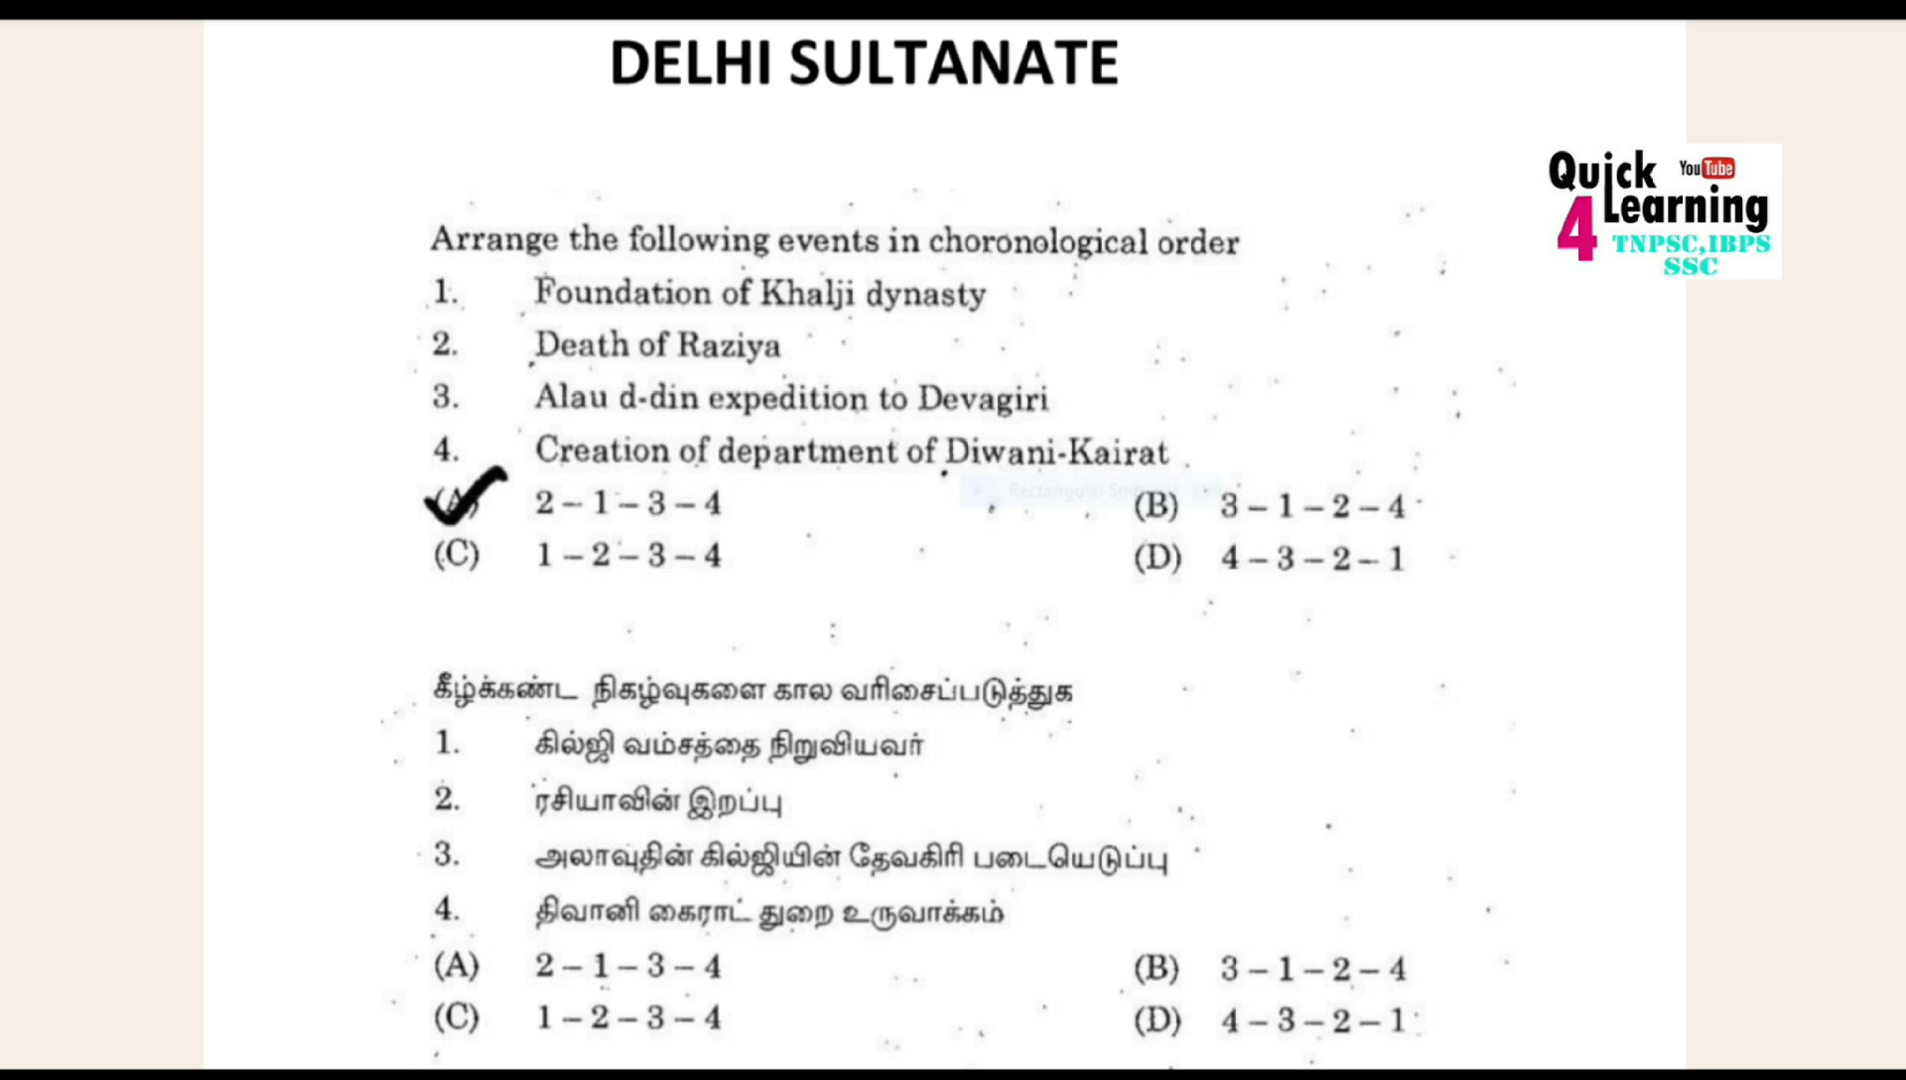 DELHI SULTANATE
Quick YouTube
4 Learning
TNPSC,IBPS
SSC
Arrange the following events in choronological order
1. Foundation of Khalji dynasty
2. Death of Raziya
3. Alau d-din expedition to Devagiri
4. Creation of department of Diwani-Kairat
(A) 2 – 1 – 3 – 4 (B) 3 – 1 – 2 – 4
(C) 1 – 2 – 3 – 4 (D) 4 – 3 – 2 – 1
கீழ்க்கண்ட நிகழ்வுகளை கால வரிசைப்படுத்துக
1. கில்ஜி வம்சத்தை நிறுவியவர்
2. ரசியாவின் இறப்பு
3. அலாவுதின் கில்ஜியின் தேவகிரி படையெடுப்பு
4. திவானி கைராட் துறை உருவாக்கம்
(A) 2 – 1 – 3 – 4 (B) 3 – 1 – 2 – 4
(C) 1 – 2 – 3 – 4 (D) 4 – 3 – 2 – 1